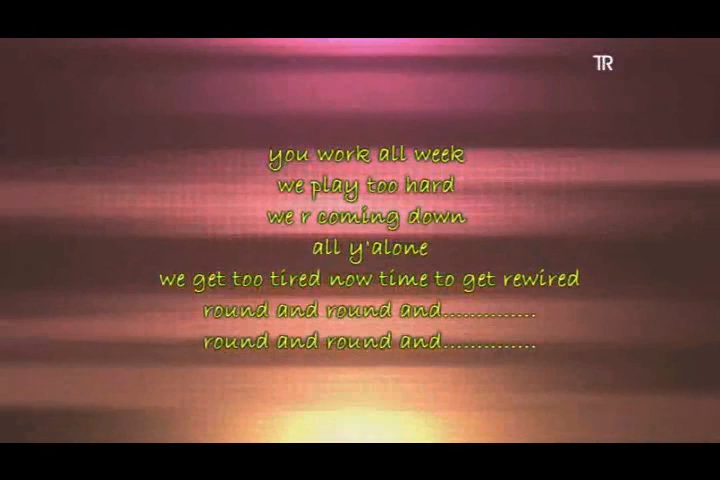 TR
you work all week
we play too hard
we r coming down
all y'alone
we get too tired now time to get rewired
round and round and..............
round and round and..............